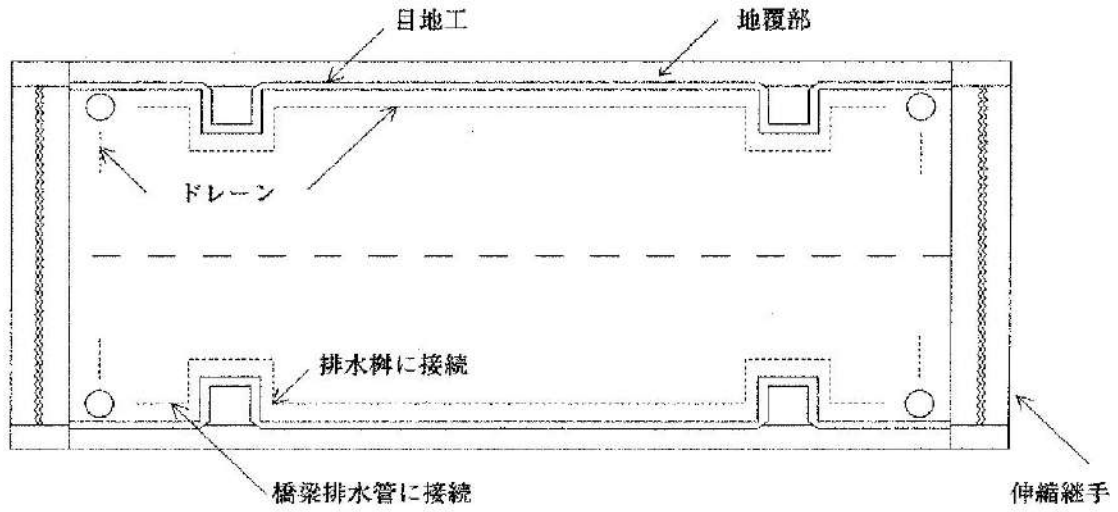 目地工
地覆部
ドレーン
排水桝に接続
橋梁排水管に接続
伸縮継手